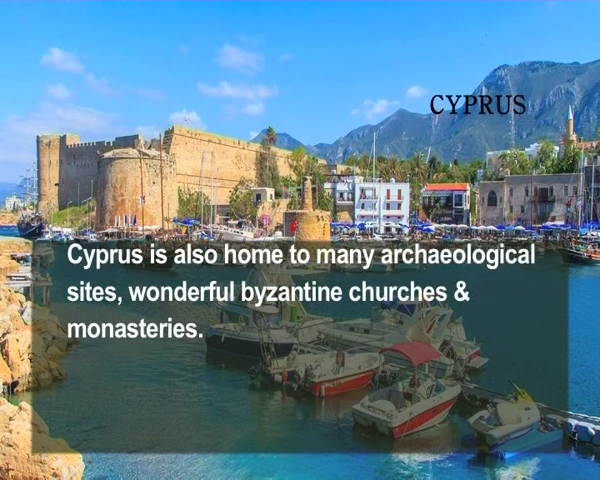 CYPRUS
Cyprus is also home to many archaeological
sites, wonderful byzantine churches &
monasteries.